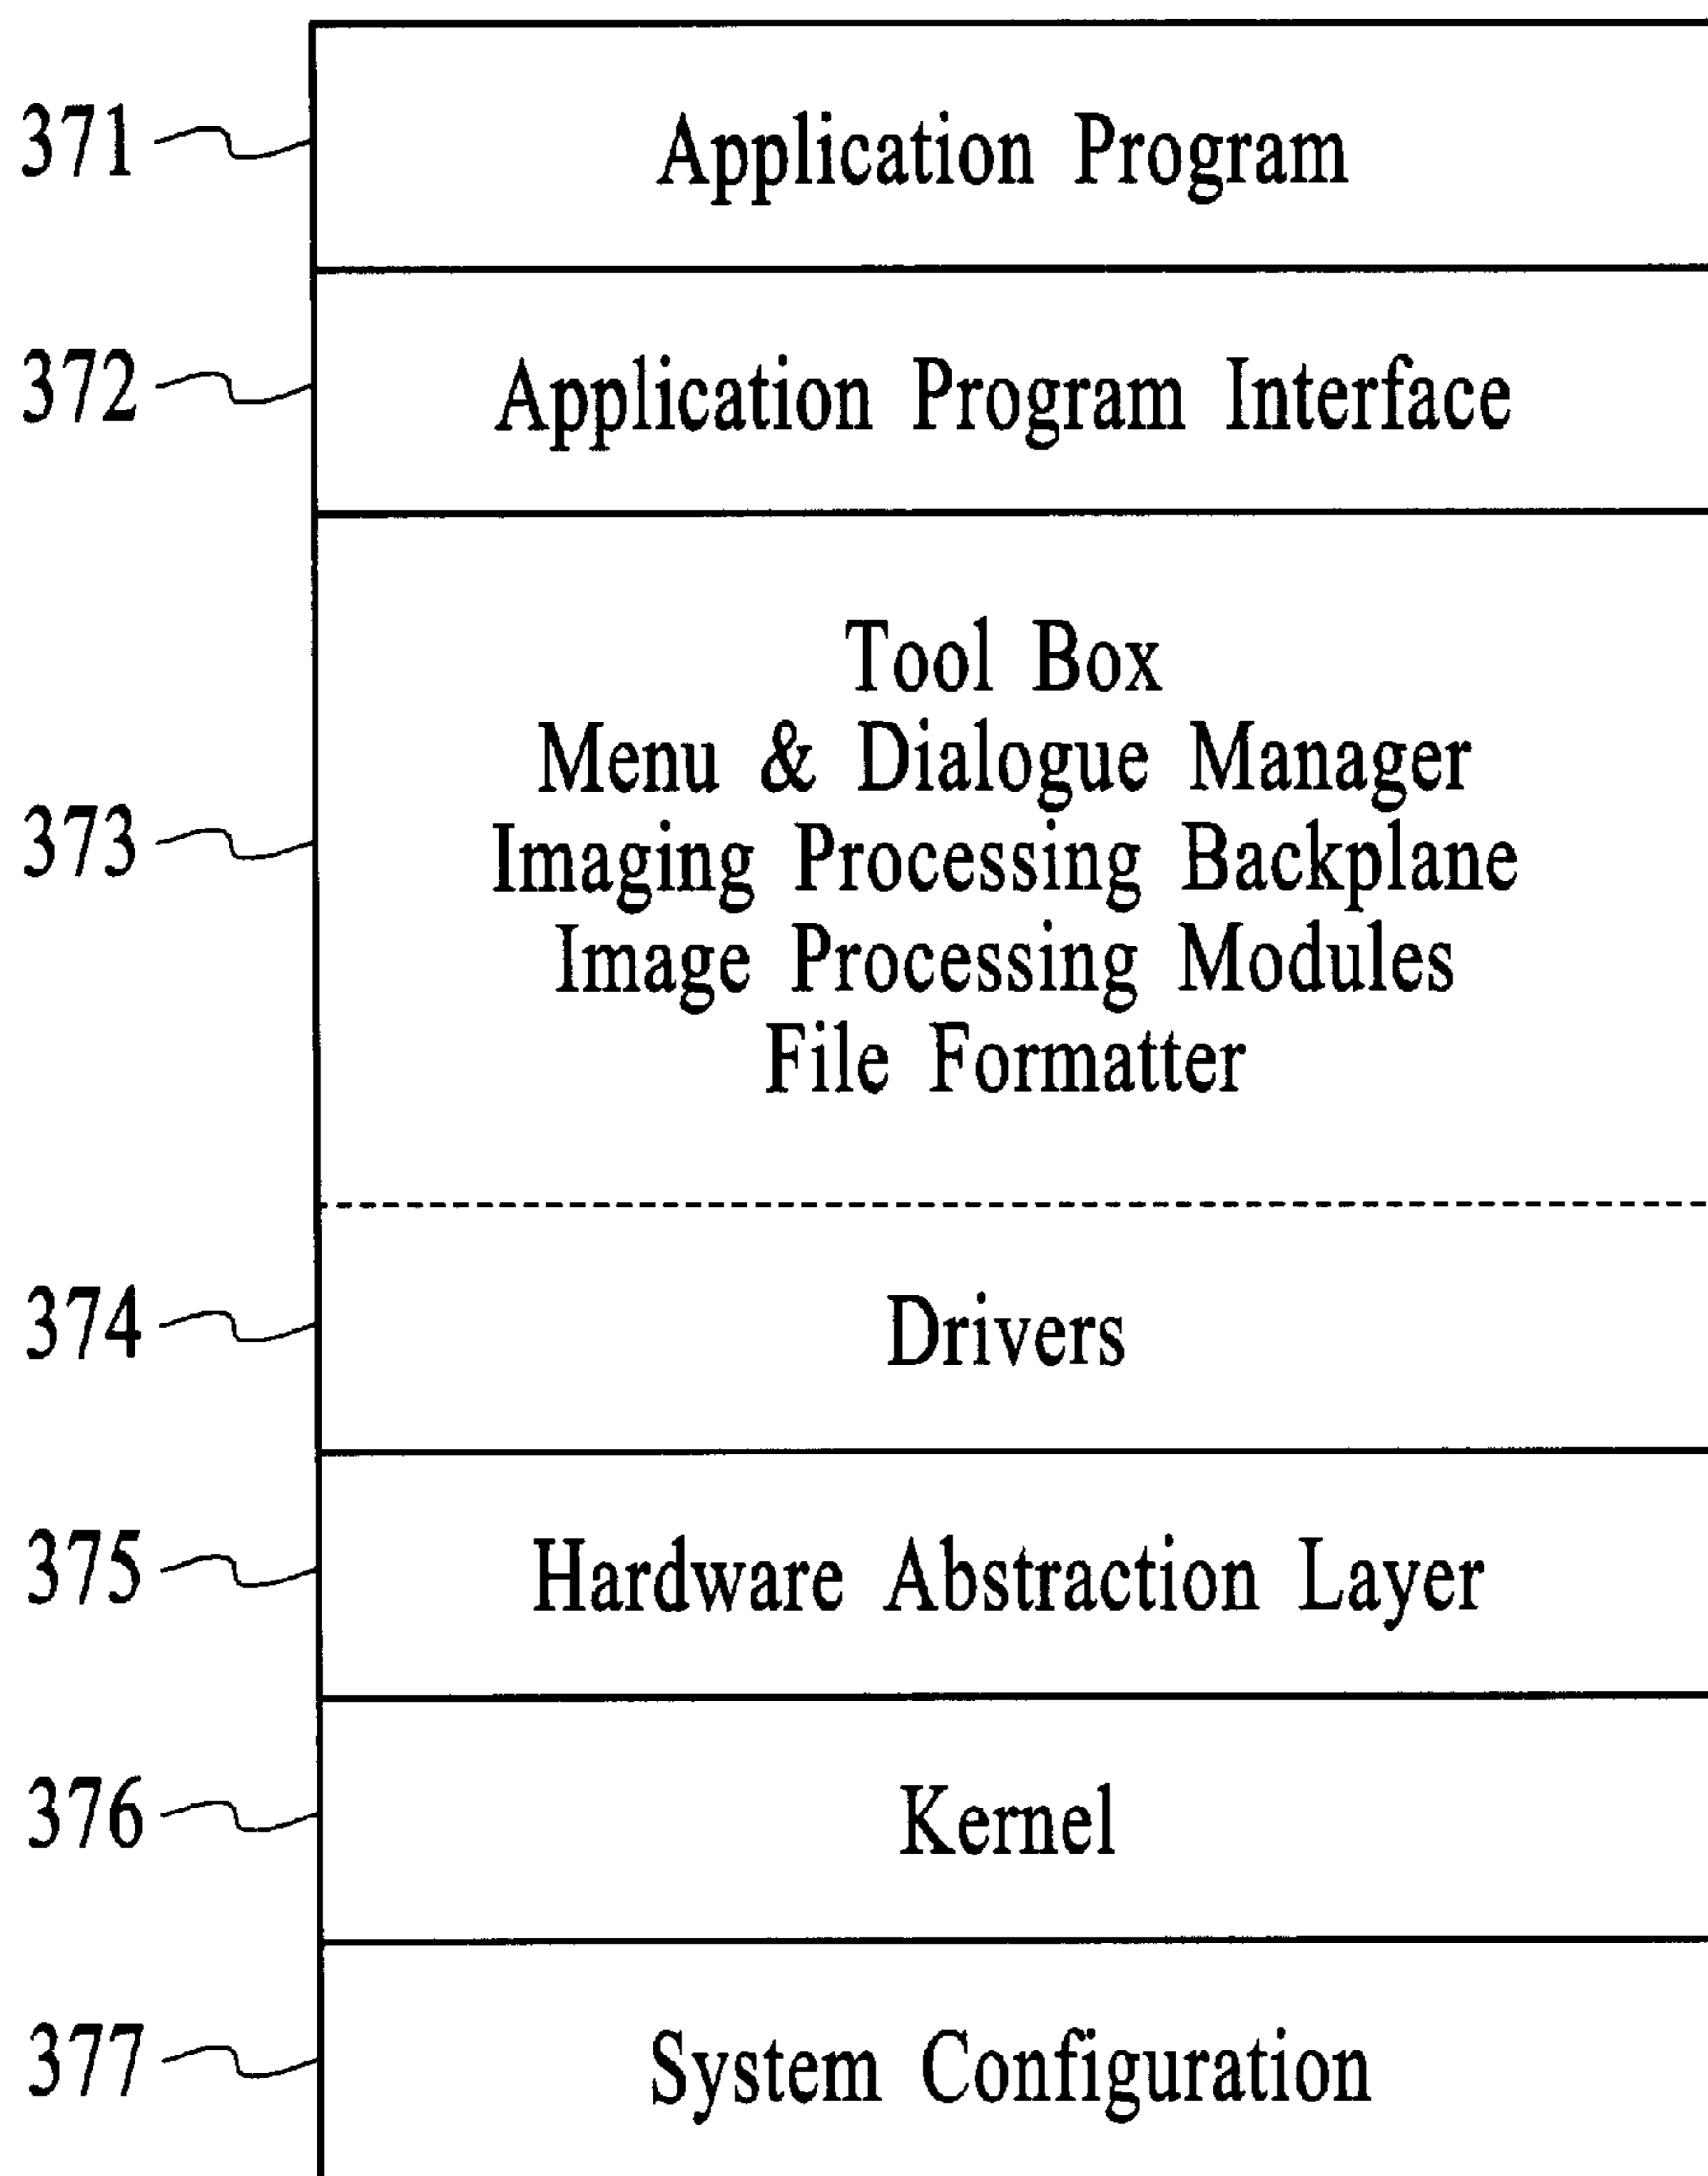 371
Application Program
372
Application Program Interface
Tool Box
Menu & Dialogue Manager
373
Imaging Processing Backplane
Image Processing Modules
File Formatter
374
Drivers
375
Hardware Abstraction Layer
376
Kernel
377
System Configuration